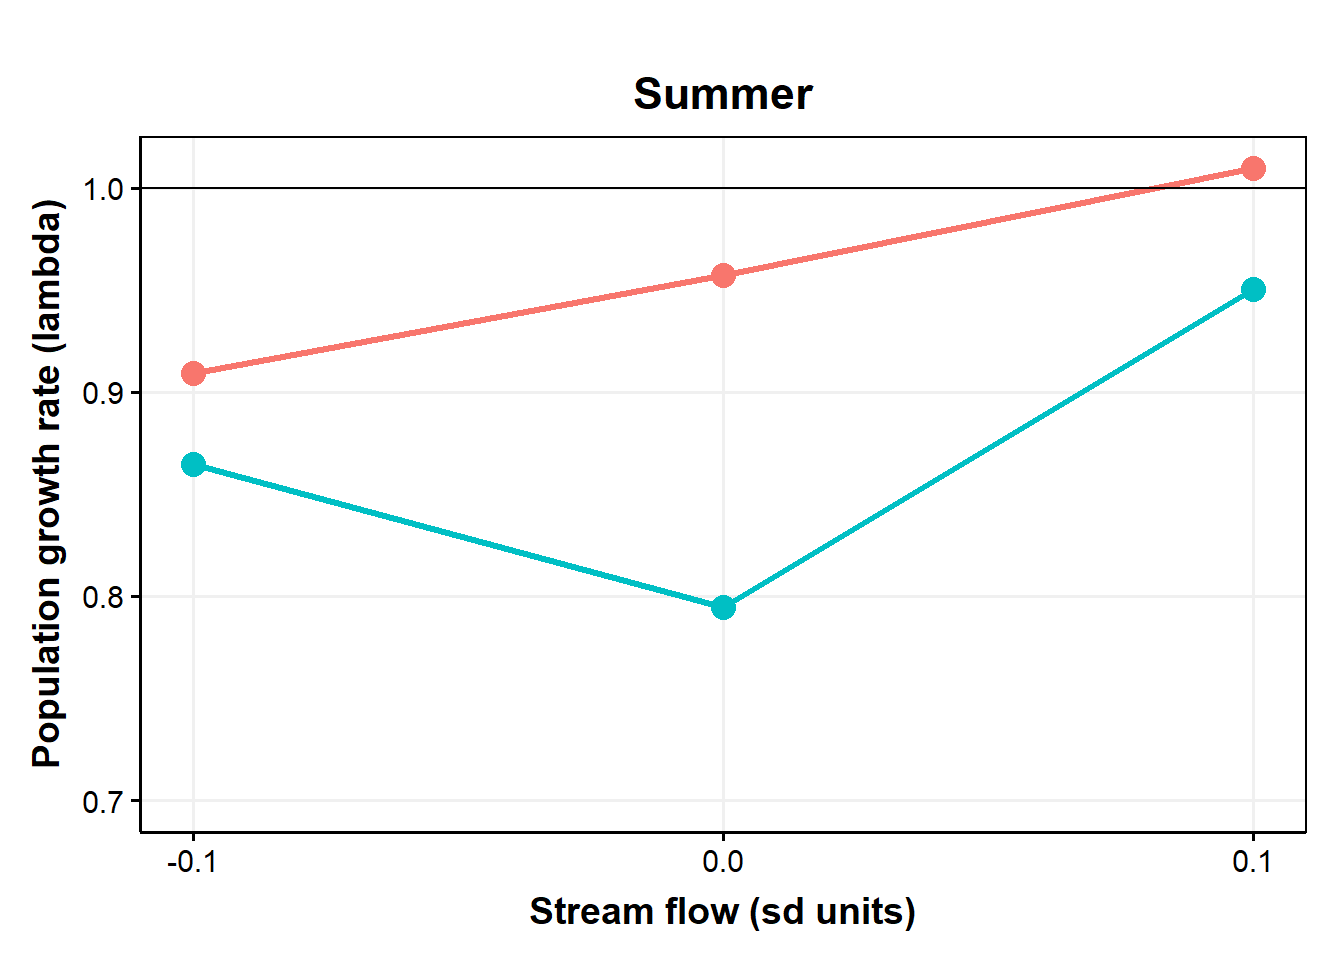 Summer
Population growth rate (lambda)
1.0
0.9
0.8
0.7
-0.1
0.0
0.1
Stream flow (sd units)